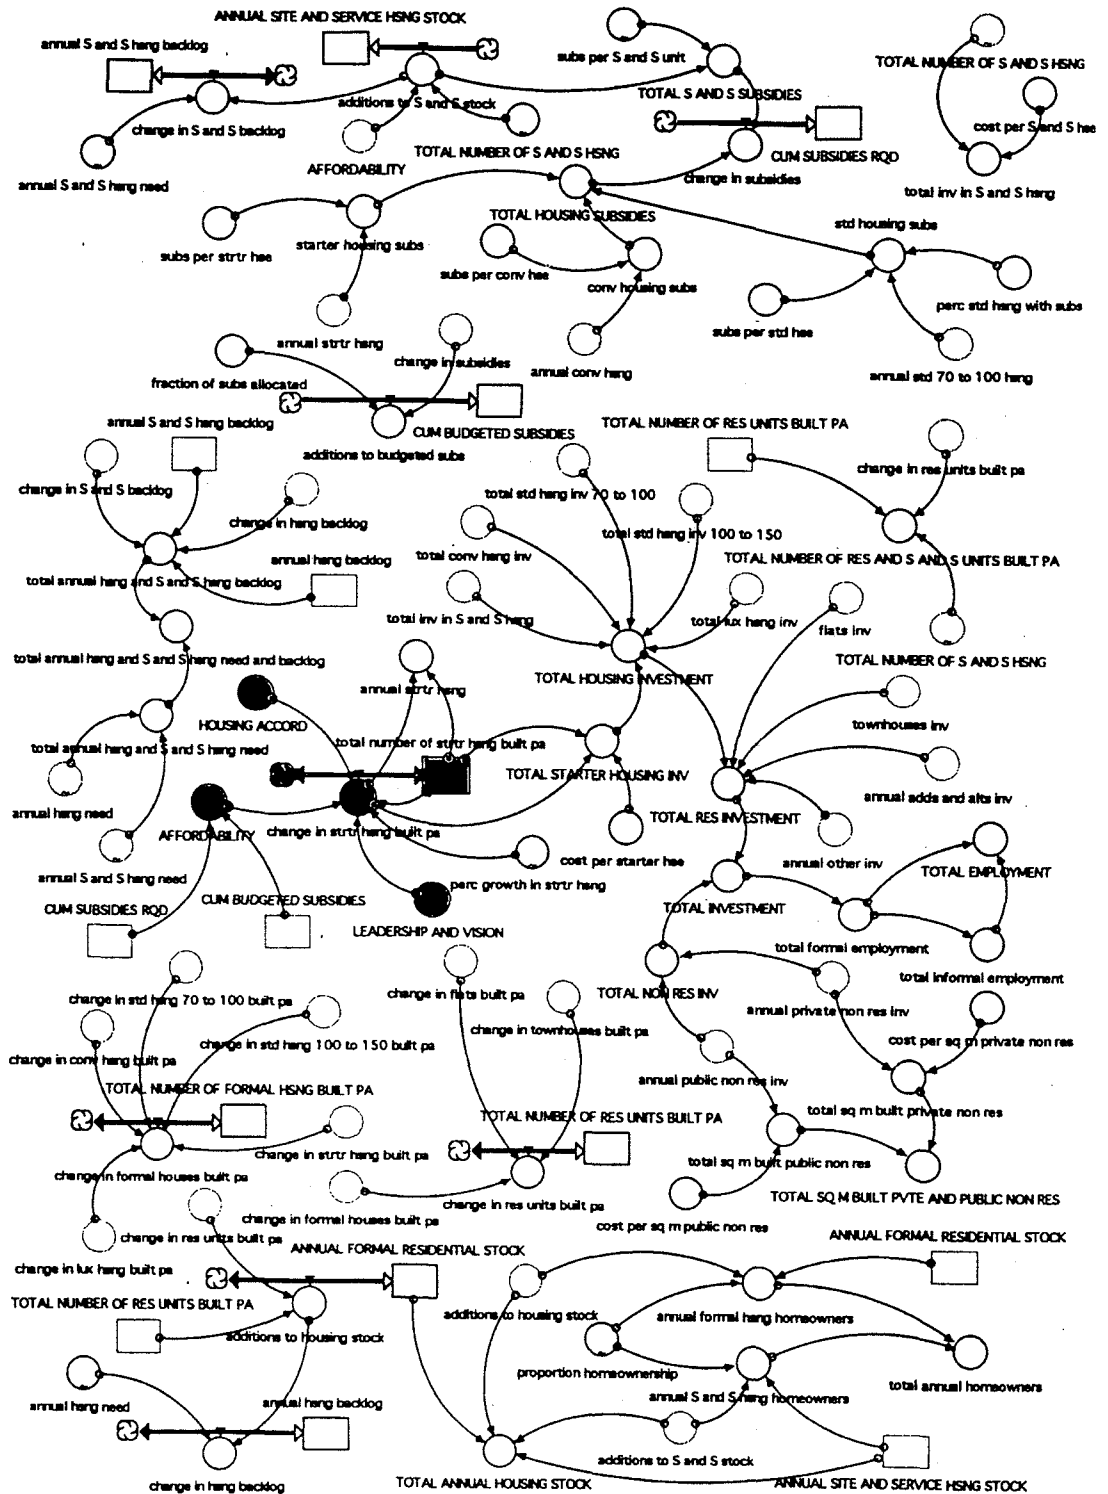 ANNUAL SITE AND SERVICE HSNG STOCK
annual S and S hsng backlog
subs per S and S unit
TOTAL NUMBER OF S AND S HSNG
additions to S and S stock
TOTAL S AND S SUBSIDIES
change in S and S backlog
cost per S and S hse
TOTAL NUMBER OF S AND S HSNG
CUM SUBSIDIES RQD
AFFORDABILITY
change in subsidies
annual S and S hsng need
total inv in S and S hsng
TOTAL HOUSING SUBSIDIES
std housing subs
starter housing subs
subs per strtr hse
subs per conv hse
conv housing subs
perc std hsng with subs
subs per std hse
annual strtr hsng
change in subsidies
annual conv hsng
annual std 70 to 100 hsng
fraction of subs allocated
annual S and S hsng backlog
TOTAL NUMBER OF RES UNITS BUILT PA
CUM BUDGETED SUBSIDIES
additions to budgeted subs
change in res units built pa
change in S and S backlog
total std hsng inv 70 to 100
change in hsng backlog
total std hsng inv 100 to 150
total conv hsng inv
annual hsng backlog
TOTAL NUMBER OF RES AND S AND S UNITS BUILT PA
total annual hsng and S and S hsng backlog
total inv in S and S hsng
total lux hsng inv
flats inv
total annual hsng and S and S hsng need and backlog
TOTAL NUMBER OF S AND S HSNG
TOTAL HOUSING INVESTMENT
annual strtr hsng
HOUSING ACCORD
townhouses inv
total annual hsng and S and S hsng need
total number of strtr hsng built pa
TOTAL STARTER HOUSING INV
annual adds and alts inv
annual hsng need
TOTAL RES INVESTMENT
AFFORDABILITY
change in strtr hsng built pa
cost per starter hse
annual other inv
TOTAL EMPLOYMENT
annual S and S hsng need
perc growth in strtr hsng
CUM SUBSIDIES RQD
CUM BUDGETED SUBSIDIES
TOTAL INVESTMENT
LEADERSHIP AND VISION
total formal employment
total informal employment
change in std hsng 70 to 100 built pa
change in flats built pa
TOTAL NON RES INV
annual private non res inv
change in townhouses built pa
change in std hsng 100 to 150 built pa
cost per sq m private non res
change in conv hsng built pa
annual public non res inv
TOTAL NUMBER OF FORMAL HSNG BUILT PA
TOTAL NUMBER OF RES UNITS BUILT PA
total sq m built private non res
change in strtr hsng built pa
total sq m built public non res
change in formal houses built pa
TOTAL SQ M BUILT PVTE AND PUBLIC NON RES
change in res units built pa
change in formal houses built pa
cost per sq m public non res
change in res units built pa
ANNUAL FORMAL RESIDENTIAL STOCK
ANNUAL FORMAL RESIDENTIAL STOCK
change in lux hsng built pa
TOTAL NUMBER OF RES UNITS BUILT PA
additions to housing stock
annual formal hsng homeowners
additions to housing stock
proportion homeownership
total annual homeowners
annual hsng need
annual hsng backlog
annual S and S hsng homeowners
additions to S and S stock
change in hsng backlog
TOTAL ANNUAL HOUSING STOCK
ANNUAL SITE AND SERVICE HSNG STOCK